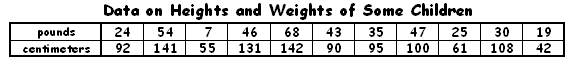 Data on Heights and Weights of Some Children
pounds 24 54 7 46 68 43 35 47 25 30 19
centimeters 92 141 55 131 142 90 95 100 61 108 42